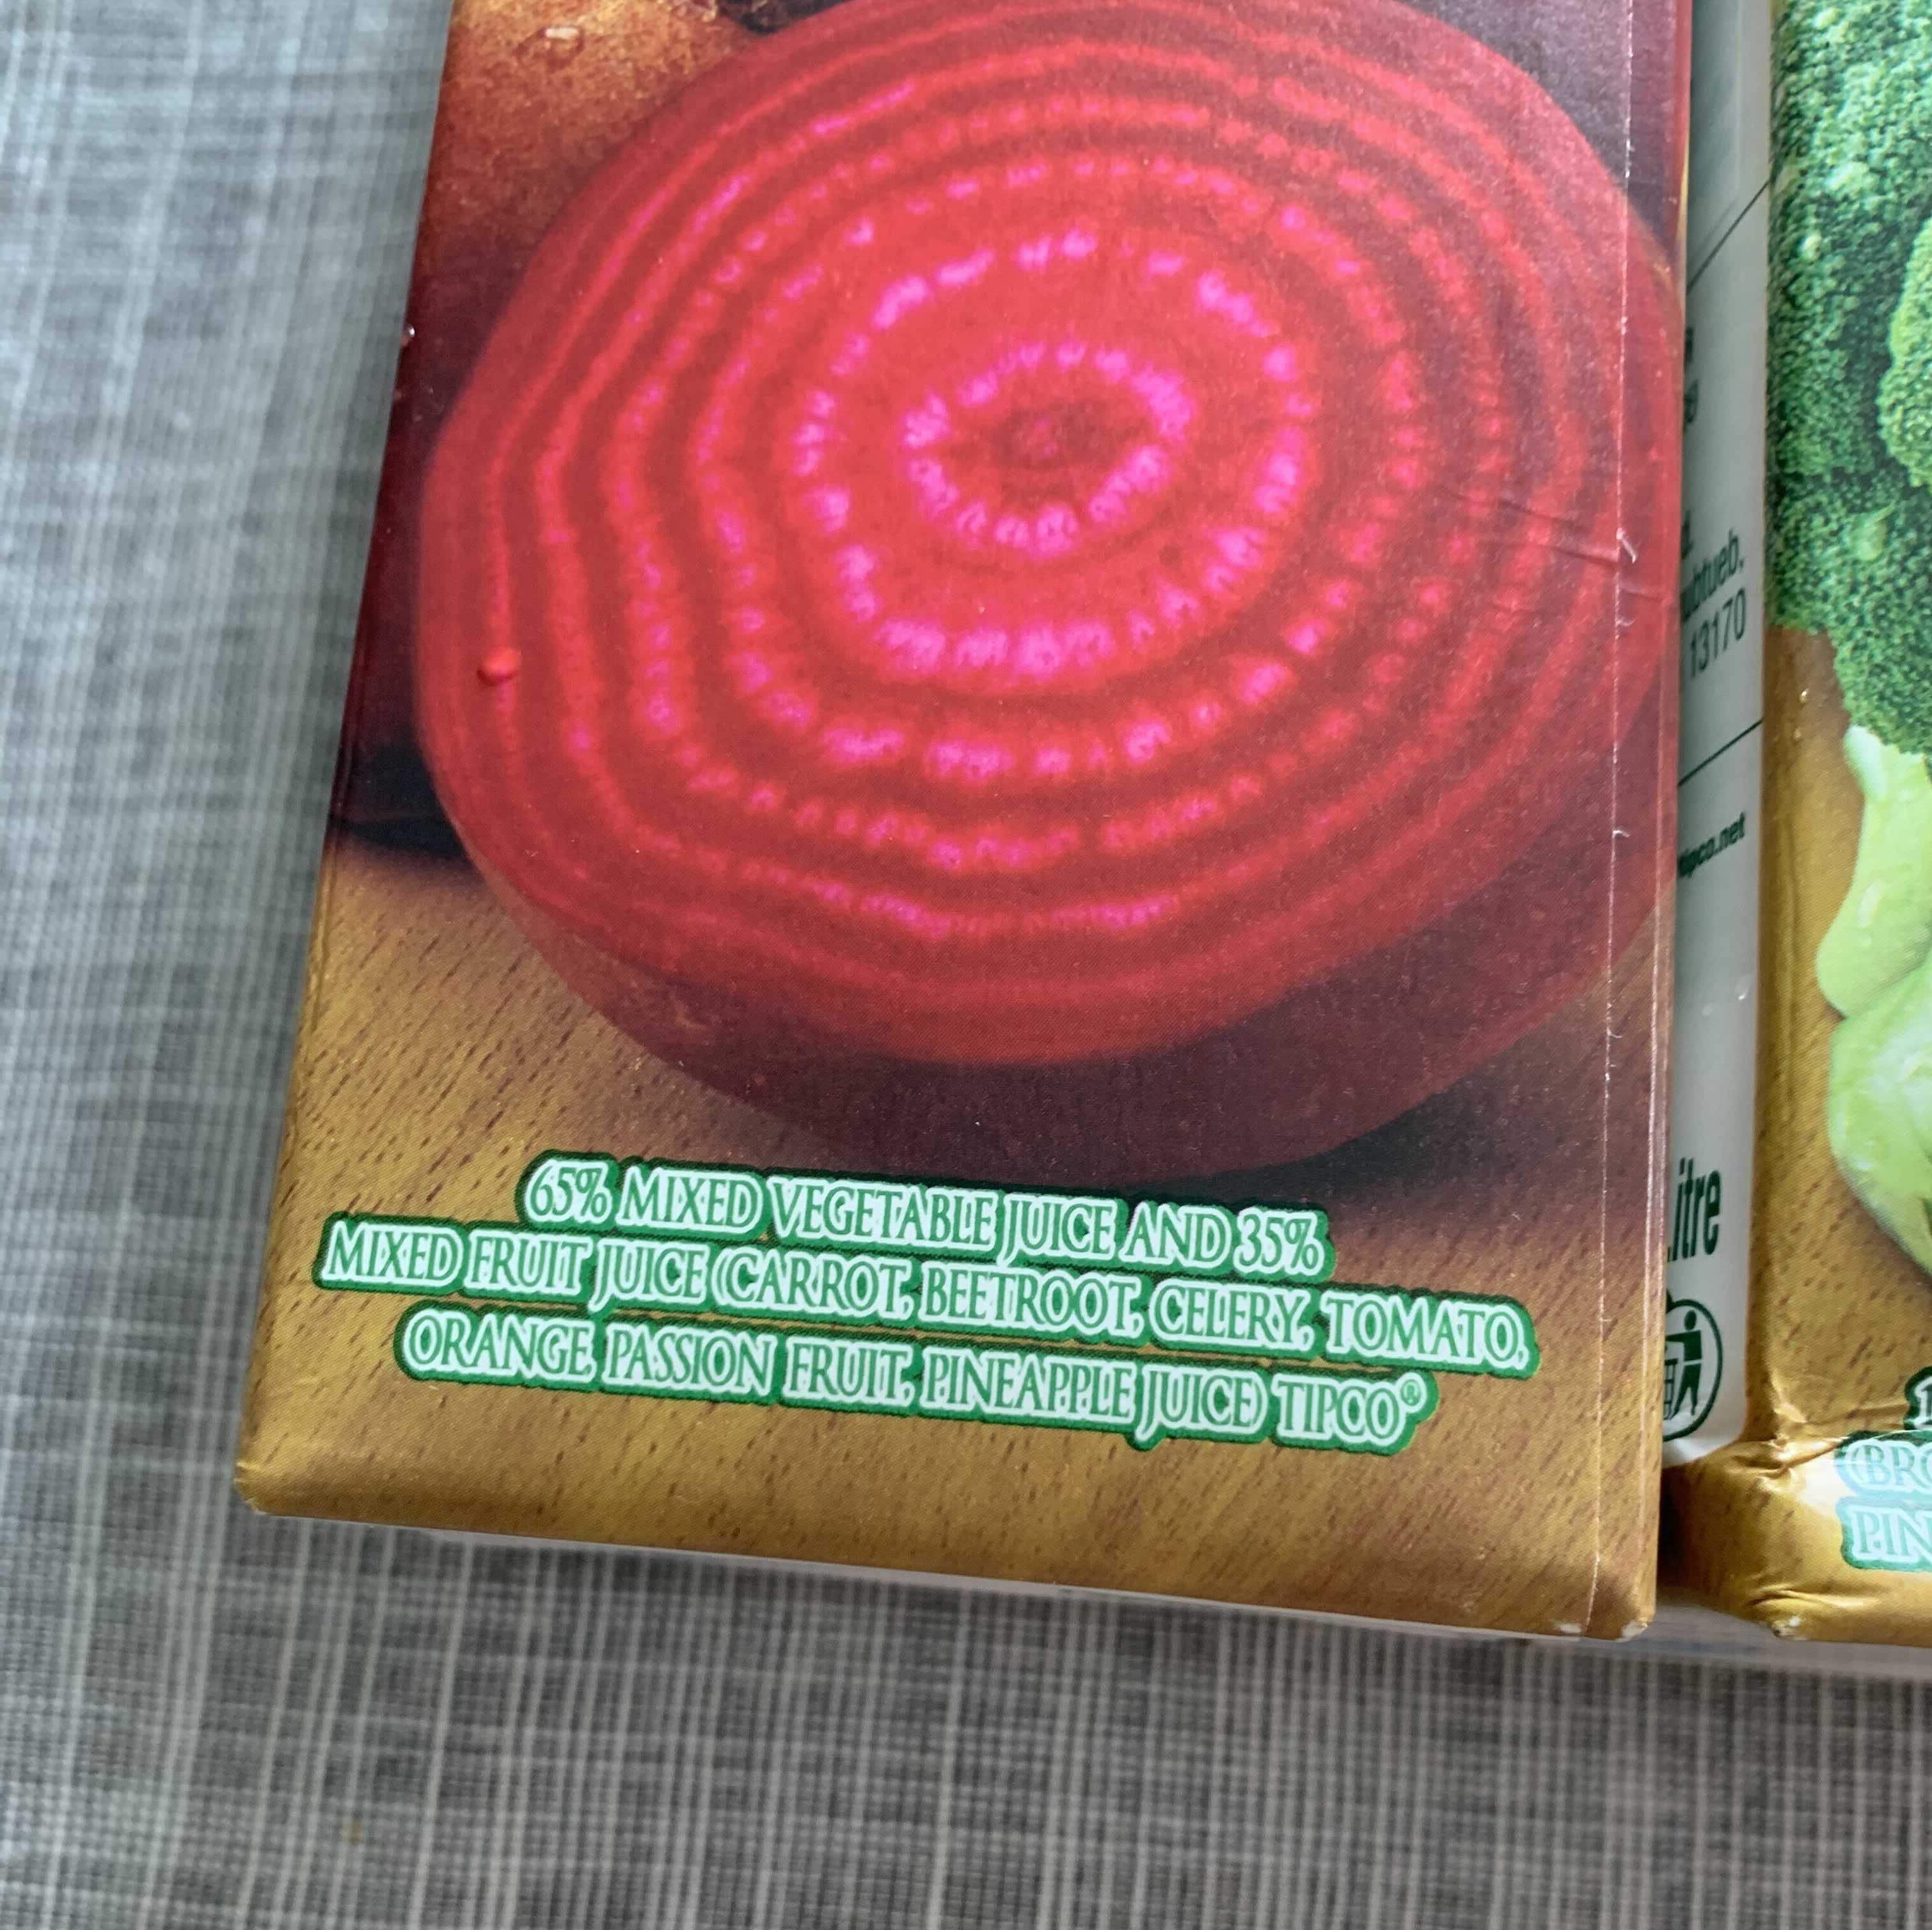 65% MIXED VEGETABLE JUICE AND 35%
MIXED FRUIT JUICE (CARROT, BEETROOT, CELERY, TOMATO,
ORANGE, PASSION FRUIT, PINEAPPLE JUICE) TIPCO®
13170